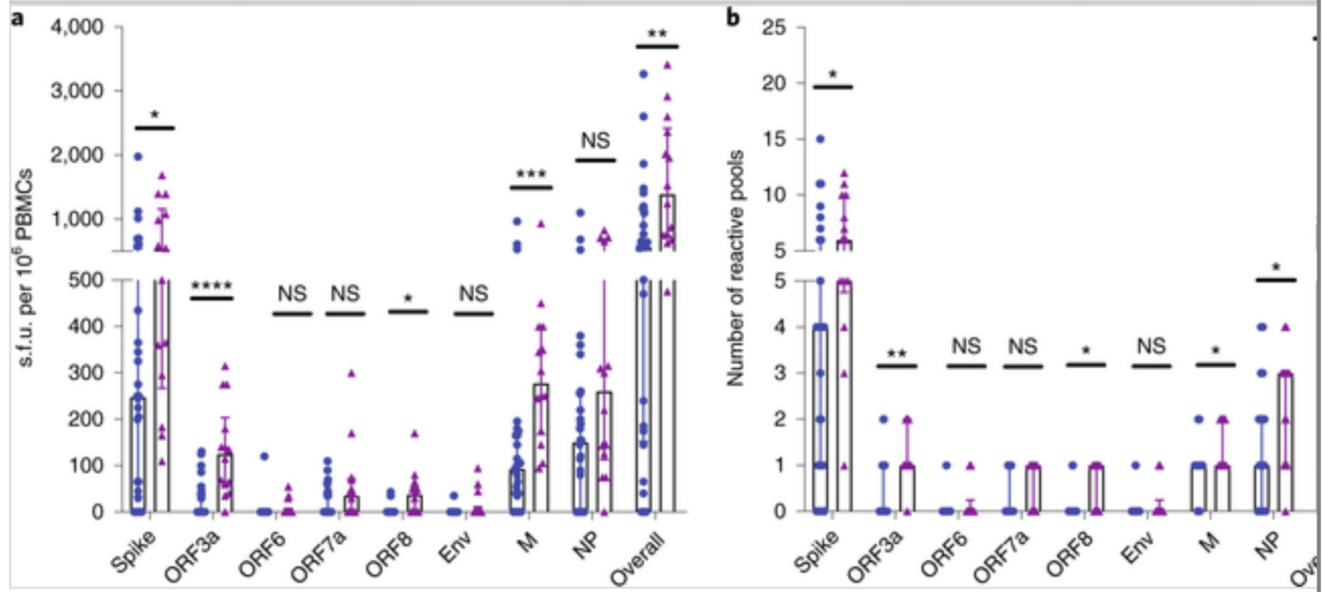 a
4,000
3,000
2,000
1,000
500
400
300
200
100
0
s.f.u. per 10⁶ PBMCs
*
****
NS
NS
*
NS
***
NS
**
Spike
ORF3a
ORF6
ORF7a
ORF8
Env
M
NP
Overall
b
25
20
15
10
5
5
4
3
2
1
0
Number of reactive pools
*
**
NS
NS
*
NS
*
*
Spike
ORF3a
ORF6
ORF7a
ORF8
Env
M
NP